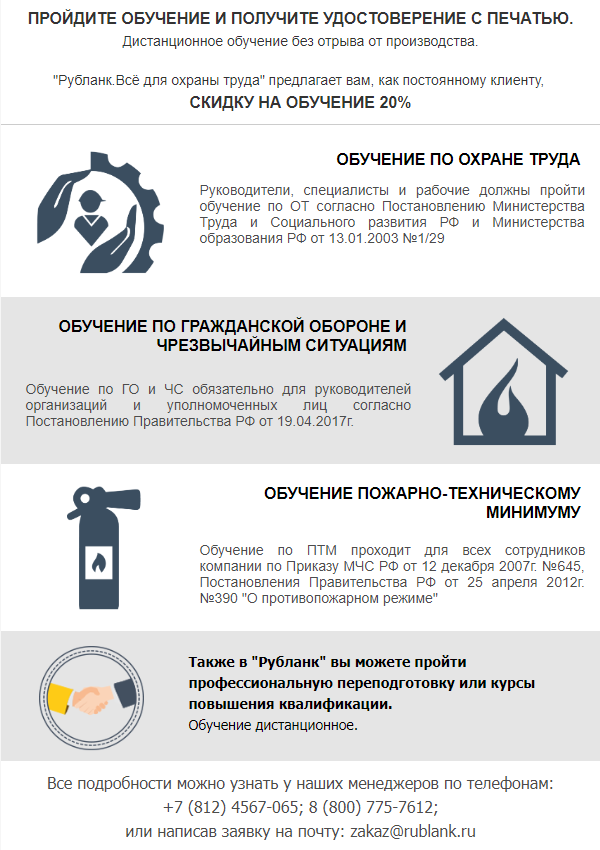 ПРОЙДИТЕ ОБУЧЕНИЕ И ПОЛУЧИТЕ УДОСТОВЕРЕНИЕ С ПЕЧАТЬЮ.
Дистанционное обучение без отрыва от производства.
"Рубланк.Всё для охраны труда" предлагает вам, как постоянному клиенту,
СКИДКУ НА ОБУЧЕНИЕ 20%
ОБУЧЕНИЕ ПО ОХРАНЕ ТРУДА
Руководители, специалисты и рабочие должны пройти
обучение по ОТ согласно Постановлению Министерства
Труда и Социального развития РФ и Министерства
образования РФ от 13.01.2003 №1/29
ОБУЧЕНИЕ ПО ГРАЖДАНСКОЙ ОБОРОНЕ И
ЧРЕЗВЫЧАЙНЫМ СИТУАЦИЯМ
Обучение по ГО и ЧС обязательно для руководителей
организаций и уполномоченных лиц согласно
Постановлению Правительства РФ от 19.04.2017г.
ОБУЧЕНИЕ ПОЖАРНО-ТЕХНИЧЕСКОМУ
МИНИМУМУ
Обучение по ПТМ проходит для всех сотрудников
компании по Приказу МЧС РФ от 12 декабря 2007г. №645,
Постановления Правительства РФ от 25 апреля 2012г.
№390 "О противопожарном режиме"
Также в "Рубланк" вы можете пройти
профессиональную переподготовку или курсы
повышения квалификации.
Обучение дистанционное.
Все подробности можно узнать у наших менеджеров по телефонам:
+7 (812) 4567-065; 8 (800) 775-7612;
или написав заявку на почту: zakaz@rublank.ru